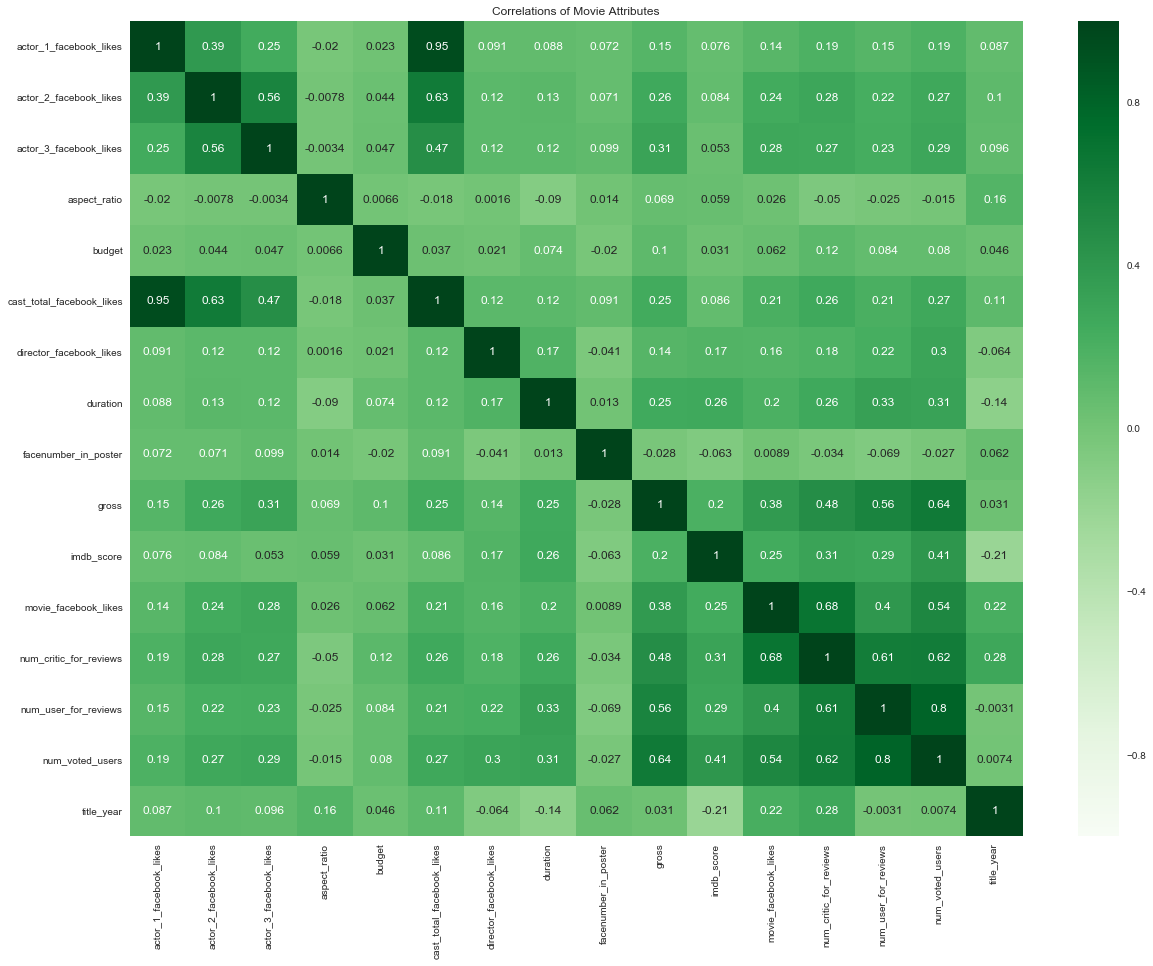 Correlations of Movie Attributes
actor_1_facebook_likes 1 0.39 0.25 -0.02 0.023 0.95 0.091 0.088 0.072 0.15 0.076 0.14 0.19 0.15 0.19 0.087
actor_2_facebook_likes 0.39 1 0.56 -0.0078 0.044 0.63 0.12 0.13 0.071 0.26 0.084 0.24 0.28 0.22 0.27 0.1
0.8
actor_3_facebook_likes 0.25 0.56 1 -0.0034 0.047 0.47 0.12 0.12 0.099 0.31 0.053 0.28 0.27 0.23 0.29 0.096
aspect_ratio -0.02 -0.0078 -0.0034 1 0.0066 -0.018 0.0016 -0.09 0.014 0.069 0.059 0.026 -0.05 -0.025 -0.015 0.16
budget 0.023 0.044 0.047 0.0066 1 0.037 0.021 0.074 -0.02 0.1 0.031 0.062 0.12 0.084 0.08 0.046
0.4
cast_total_facebook_likes 0.95 0.63 0.47 -0.018 0.037 1 0.12 0.12 0.091 0.25 0.086 0.21 0.26 0.21 0.27 0.11
director_facebook_likes 0.091 0.12 0.12 0.0016 0.021 0.12 1 0.17 -0.041 0.14 0.17 0.16 0.18 0.22 0.3 -0.064
duration 0.088 0.13 0.12 -0.09 0.074 0.12 0.17 1 0.013 0.25 0.26 0.2 0.26 0.33 0.31 -0.14
0.0
facenumber_in_poster 0.072 0.071 0.099 0.014 -0.02 0.091 -0.041 0.013 1 -0.028 -0.063 0.0089 -0.034 -0.069 -0.027 0.062
gross 0.15 0.26 0.31 0.069 0.1 0.25 0.14 0.25 -0.028 1 0.2 0.38 0.48 0.56 0.64 0.031
imdb_score 0.076 0.084 0.053 0.059 0.031 0.086 0.17 0.26 -0.063 0.2 1 0.25 0.31 0.29 0.41 -0.21
−0.4
movie_facebook_likes 0.14 0.24 0.28 0.026 0.062 0.21 0.16 0.2 0.0089 0.38 0.25 1 0.68 0.4 0.54 0.22
num_critic_for_reviews 0.19 0.28 0.27 -0.05 0.12 0.26 0.18 0.26 -0.034 0.48 0.31 0.68 1 0.61 0.62 0.28
num_user_for_reviews 0.15 0.22 0.23 -0.025 0.084 0.21 0.22 0.33 -0.069 0.56 0.29 0.4 0.61 1 0.8 -0.0031
num_voted_users 0.19 0.27 0.29 -0.015 0.08 0.27 0.3 0.31 -0.027 0.64 0.41 0.54 0.62 0.8 1 0.0074
−0.8
title_year 0.087 0.1 0.096 0.16 0.046 0.11 -0.064 -0.14 0.062 0.031 -0.21 0.22 0.28 -0.0031 0.0074 1
actor_1_facebook_likes
actor_2_facebook_likes
actor_3_facebook_likes
aspect_ratio
budget
cast_total_facebook_likes
director_facebook_likes
duration
facenumber_in_poster
gross
imdb_score
movie_facebook_likes
num_critic_for_reviews
num_user_for_reviews
num_voted_users
title_year